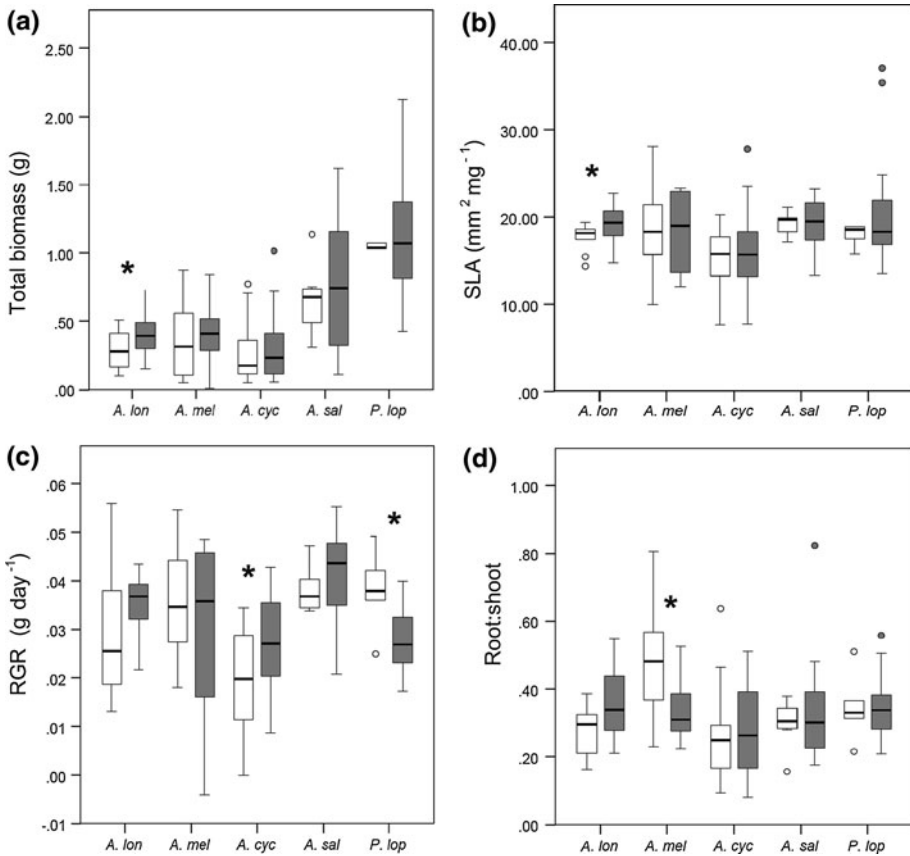 (a)
Total biomass (g)
2.50
2.00
1.50
1.00
.50
.00
*
A. lon A. mel A. cyc A. sal P. lop
(b)
SLA (mm² mg⁻¹)
40.00
30.00
20.00
10.00
.00
*
A. lon A. mel A. cyc A. sal P. lop
(c)
RGR (g day⁻¹)
.06
.05
.04
.03
.02
.01
.00
-.01
*
*
A. lon A. mel A. cyc A. sal P. lop
(d)
Root:shoot
1.00
.80
.60
.40
.20
.00
*
A. lon A. mel A. cyc A. sal P. lop